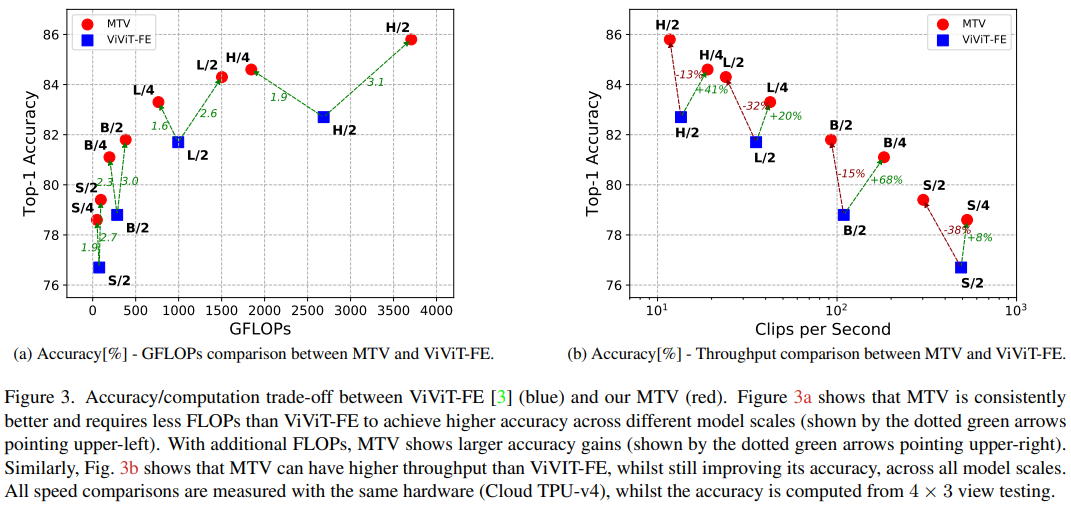 MTV
ViViT-FE
H/2
H/4
L/2
L/4
B/2
B/4
S/2
S/4
H/2
L/2
B/2
S/2
3.1
1.9
2.6
1.6
2.3
3.0
2.7
1.9
86
84
82
80
78
76
Top-1 Accuracy
0 500 1000 1500 2000 2500 3000 3500 4000
GFLOPs
(a) Accuracy[%] - GFLOPs comparison between MTV and ViViT-FE.
MTV
ViViT-FE
H/2
H/4
L/2
L/4
B/2
B/4
S/2
S/4
H/2
L/2
B/2
S/2
-13%
+41%
-32%
+20%
-15%
+68%
-38%
+8%
86
84
82
80
78
76
Top-1 Accuracy
10¹ 10² 10³
Clips per Second
(b) Accuracy[%] - Throughput comparison between MTV and ViViT-FE.
Figure 3. Accuracy/computation trade-off between ViViT-FE [3] (blue) and our MTV (red). Figure 3a shows that MTV is consistently
better and requires less FLOPs than ViViT-FE to achieve higher accuracy across different model scales (shown by the dotted green arrows
pointing upper-left). With additional FLOPs, MTV shows larger accuracy gains (shown by the dotted green arrows pointing upper-right).
Similarly, Fig. 3b shows that MTV can have higher throughput than ViVIT-FE, whilst still improving its accuracy, across all model scales.
All speed comparisons are measured with the same hardware (Cloud TPU-v4), whilst the accuracy is computed from 4 × 3 view testing.